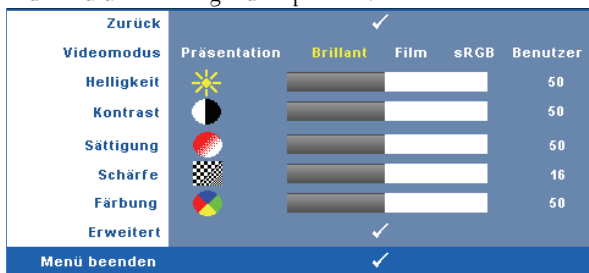 Zurück
Videomodus Präsentation Brillant Film sRGB Benutzer
Helligkeit 50
Kontrast 50
Sättigung 50
Schärfe 16
Färbung 50
Erweitert
Menü beenden